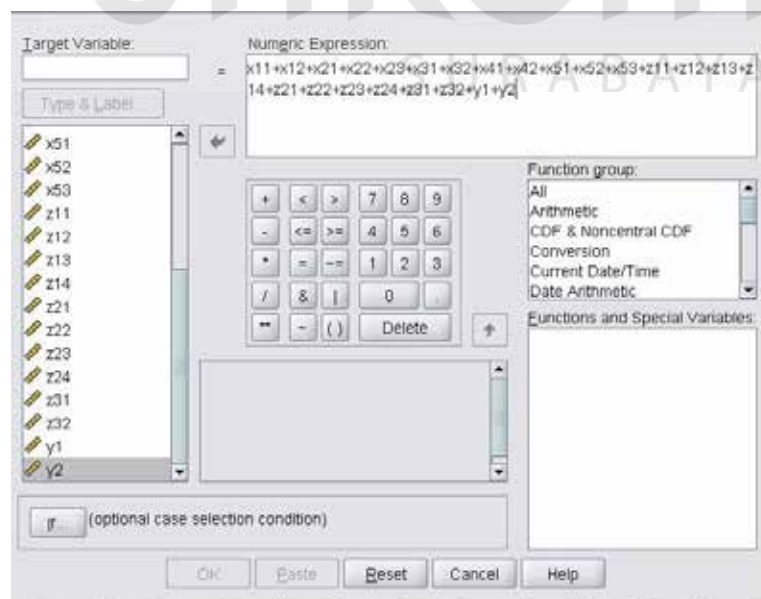 SURABAYA
Target Variable:
Numeric Expression:
=
x11+x12+x21+x22+x23+x31+x32+x41+x42+x51+x52+x53+z11+z12+z13+z
14+z21+z22+z23+z24+z31+z32+y1+y2
Type & Label
x51
x52
x53
z11
z12
z13
z14
z21
z22
z23
z24
z31
z32
y1
y2
+ < > 7 8 9
- <= >= 4 5 6
* = ~= 1 2 3
/ & | 0 .
** ~ ( ) Delete
Function group:
All
Arithmetic
CDF & Noncentral CDF
Conversion
Current Date/Time
Date Arithmetic
Functions and Special Variables:
If... (optional case selection condition)
OK Paste Reset Cancel Help